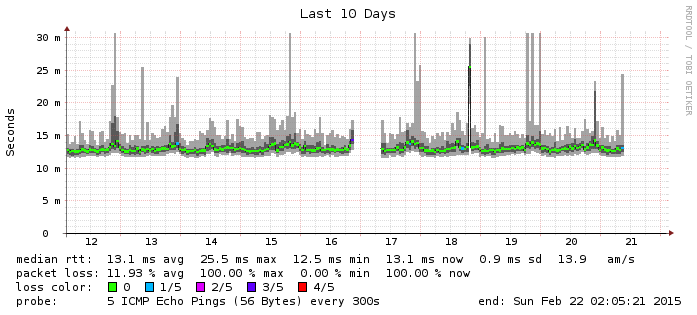 Last 10 Days
RRDTOOL / TOBI OETIKER
Seconds
30 m
25 m
20 m
15 m
10 m
5 m
0
12 13 14 15 16 17 18 19 20 21
median rtt: 13.1 ms avg 25.5 ms max 12.5 ms min 13.1 ms now 0.9 ms sd 13.9 am/s
packet loss: 11.93 % avg 100.00 % max 0.00 % min 100.00 % now
loss color: 0 1/5 2/5 3/5 4/5
probe: 5 ICMP Echo Pings (56 Bytes) every 300s end: Sun Feb 22 02:05:21 2015